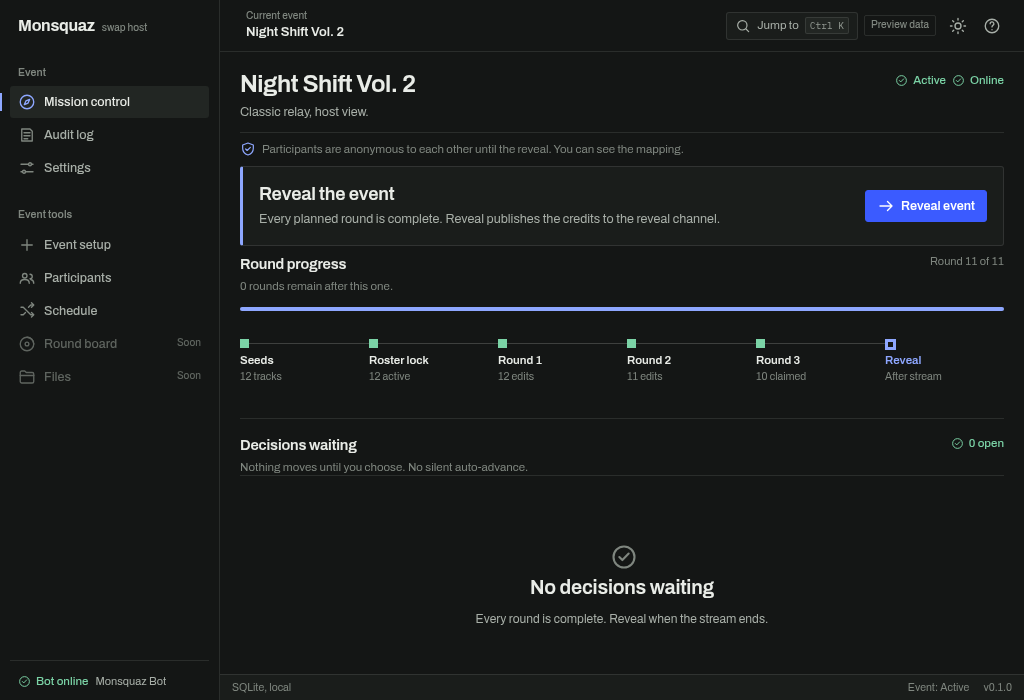 Monsquaz swap host
Event
Mission control
Audit log
Settings
Event tools
Event setup
Participants
Schedule
Round board Soon
Files Soon
Bot online Monsquaz Bot
Current event
Night Shift Vol. 2
Jump to Ctrl K
Preview data
Night Shift Vol. 2
Active Online
Classic relay, host view.
Participants are anonymous to each other until the reveal. You can see the mapping.
Reveal the event
Every planned round is complete. Reveal publishes the credits to the reveal channel.
Reveal event
Round progress
Round 11 of 11
0 rounds remain after this one.
Seeds Roster lock Round 1 Round 2 Round 3 Reveal
12 tracks 12 active 12 edits 11 edits 10 claimed After stream
Decisions waiting
0 open
Nothing moves until you choose. No silent auto-advance.
No decisions waiting
Every round is complete. Reveal when the stream ends.
SQLite, local
Event: Active v0.1.0